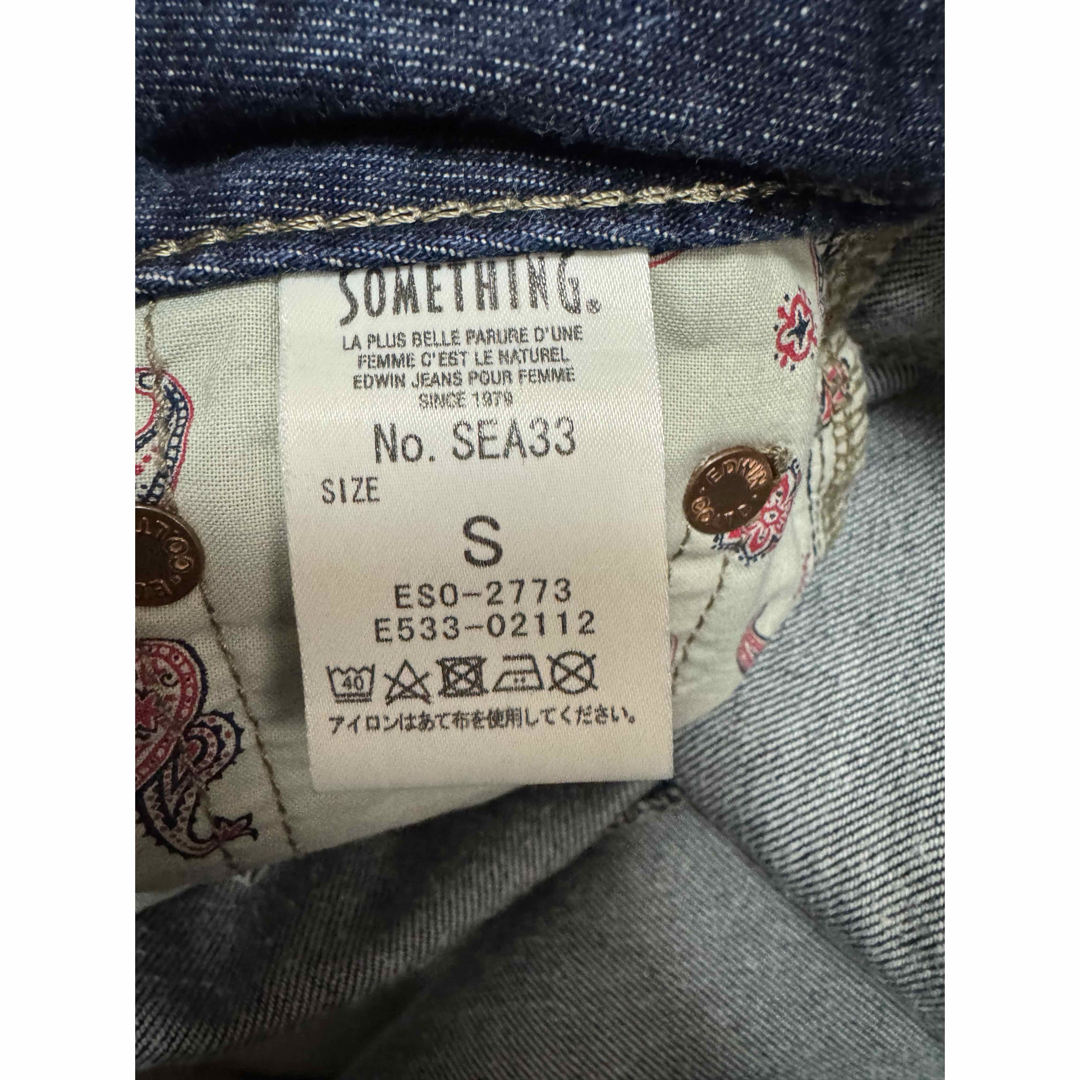 SOMETHING®
LA PLUS BELLE PARURE D'UNE
FEMME C'EST LE NATUREL
EDWIN JEANS POUR FEMME
SINCE 1979
No. SEA33
SIZE
S
ESO-2773
E533-02112
40
アイロンはあて布を使用してください。
EDWIN